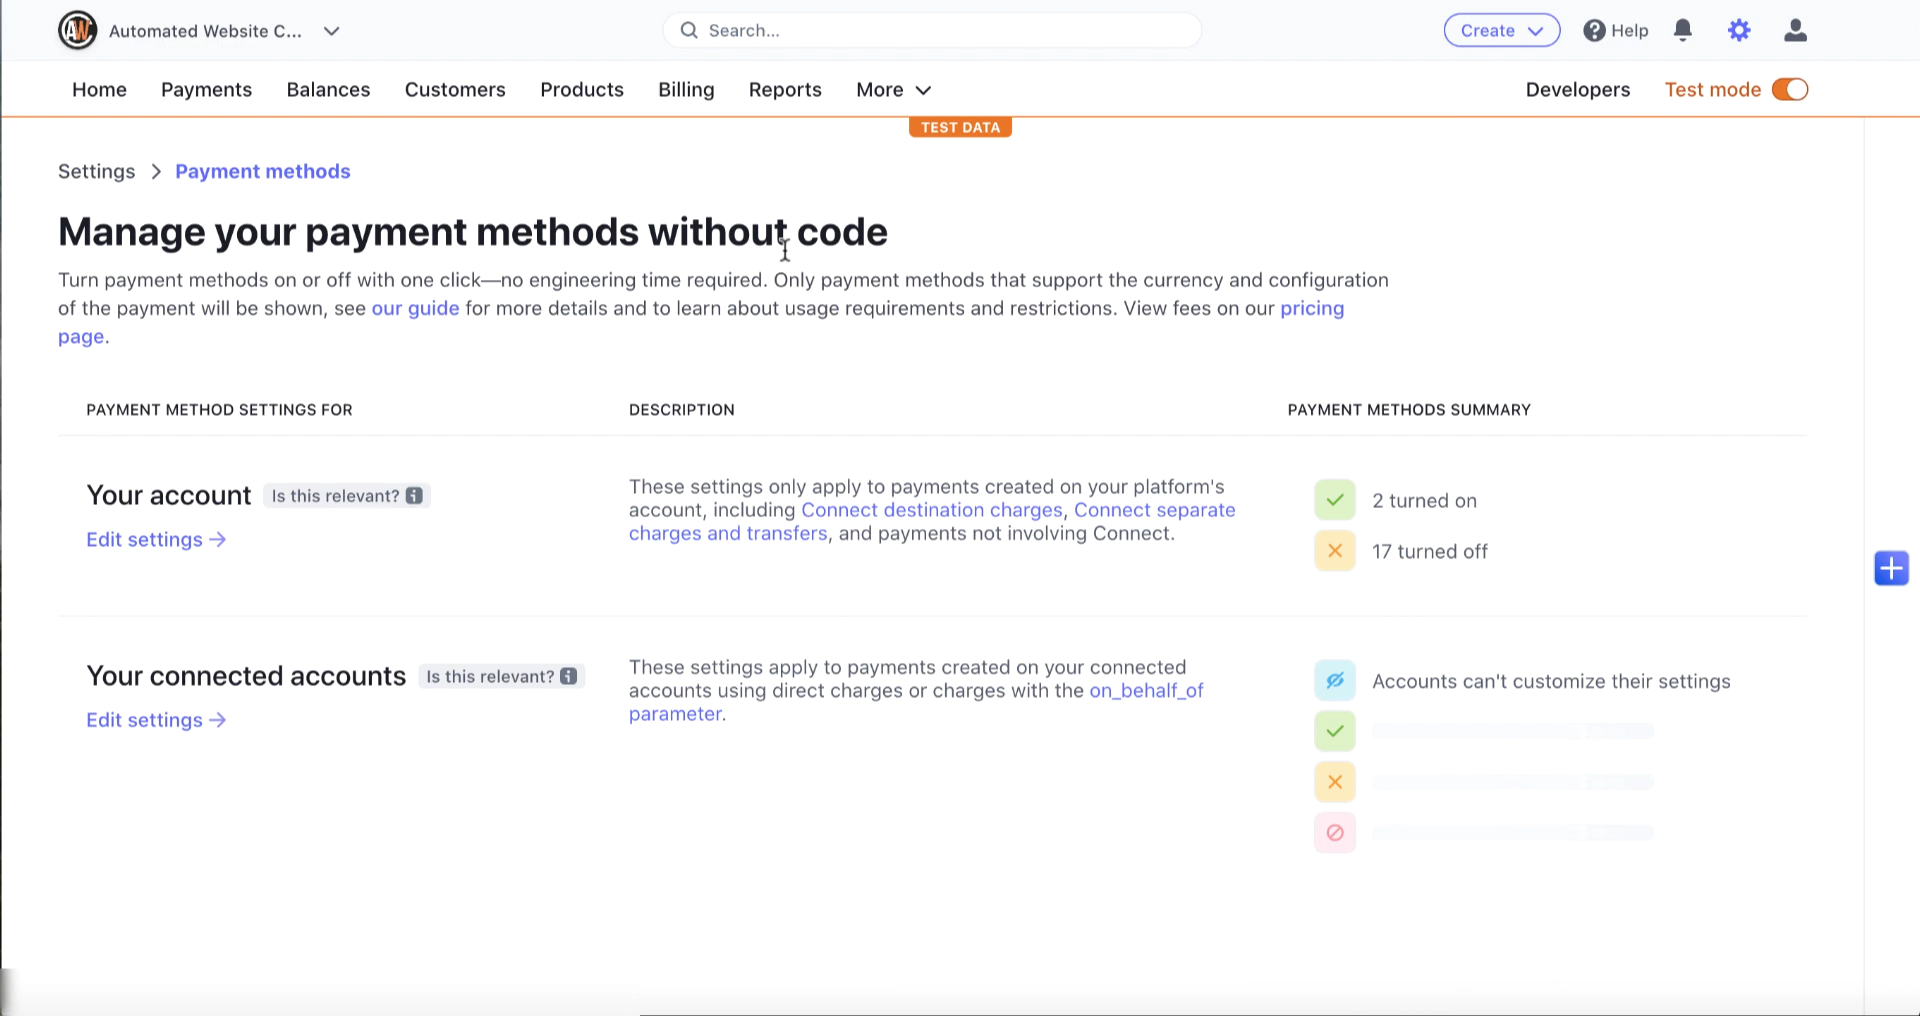 AW
Automated Website C...
Search...
Create
Help
Home
Payments
Balances
Customers
Products
Billing
Reports
More
Developers
Test mode
TEST DATA
Settings
Payment methods
Manage your payment methods without code
Turn payment methods on or off with one click—no engineering time required. Only payment methods that support the currency and configuration
of the payment will be shown, see our guide for more details and to learn about usage requirements and restrictions. View fees on our pricing
page.
PAYMENT METHOD SETTINGS FOR
DESCRIPTION
PAYMENT METHODS SUMMARY
Your account
Is this relevant?
Edit settings →
These settings only apply to payments created on your platform's
account, including Connect destination charges, Connect separate
charges and transfers, and payments not involving Connect.
2 turned on
17 turned off
Your connected accounts
Is this relevant?
Edit settings →
These settings apply to payments created on your connected
accounts using direct charges or charges with the on_behalf_of
parameter.
Accounts can't customize their settings